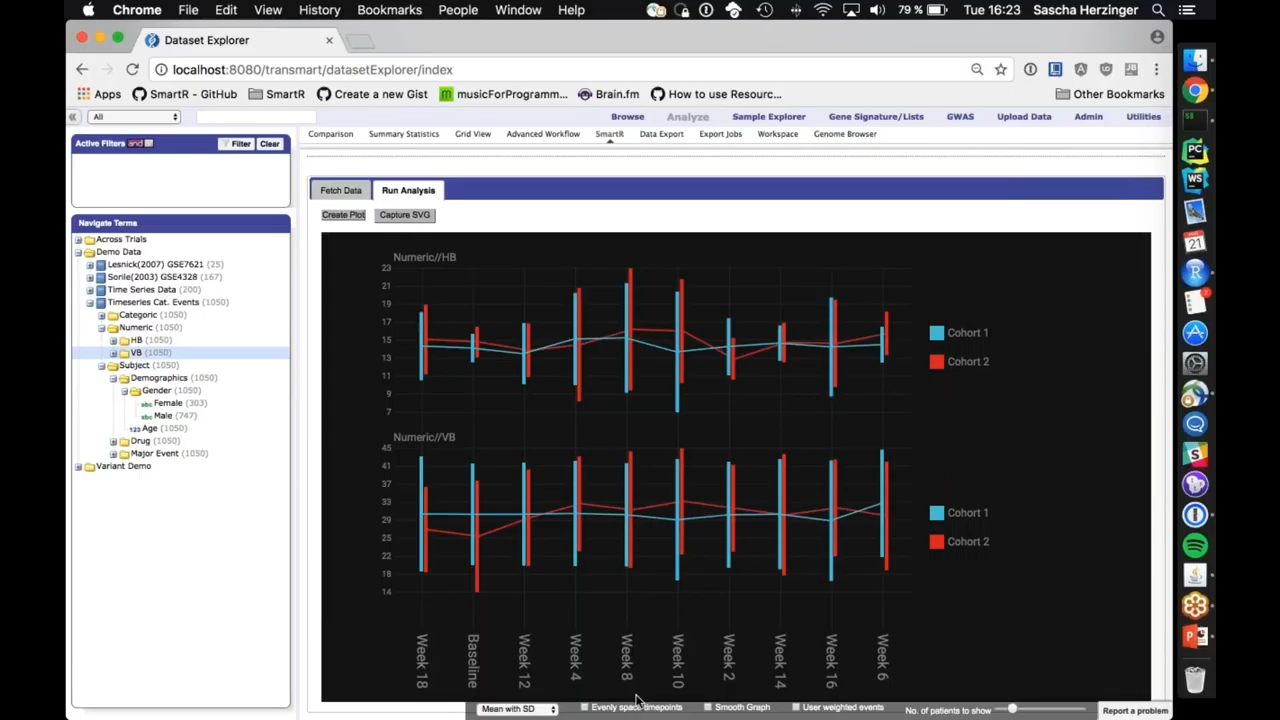 Chrome File Edit View History Bookmarks People Window Help 79 % Tue 16:23 Sascha Herzinger
Dataset Explorer
localhost:8080/transmart/datasetExplorer/index
Apps SmartR - GitHub SmartR Create a new Gist musicForProgramm... Brain.fm How to use Resourc... Other Bookmarks
All Browse Analyze Sample Explorer Gene Signature/Lists GWAS Upload Data Admin Utilities
Comparison Summary Statistics Grid View Advanced Workflow SmartR Data Export Export Jobs Workspace Genome Browser
Active Filters and Filter Clear
Fetch Data Run Analysis
Create Plot Capture SVG
Navigate Terms
Across Trials
Demo Data
Lesnick(2007) GSE7621 (25)
Sorlie(2003) GSE4328 (167)
Time Series Data (200)
Timeseries Cat. Events (1050)
Categoric (1050)
Numeric (1050)
HB (1050)
VB (1050)
Subject (1050)
Demographics (1050)
Gender (1050)
abc Female (303)
abc Male (747)
123 Age (1050)
Drug (1050)
Major Event (1050)
Variant Demo
Numeric//HB
23
21
19
17
15
13
11
9
7
Cohort 1
Cohort 2
Numeric//VB
45
41
37
33
29
25
22
18
14
Cohort 1
Cohort 2
Week 18
Baseline
Week 12
Week 4
Week 8
Week 10
Week 2
Week 14
Week 16
Week 6
Mean with SD Evenly space timepoints Smooth Graph User weighted events No. of patients to show Report a problem